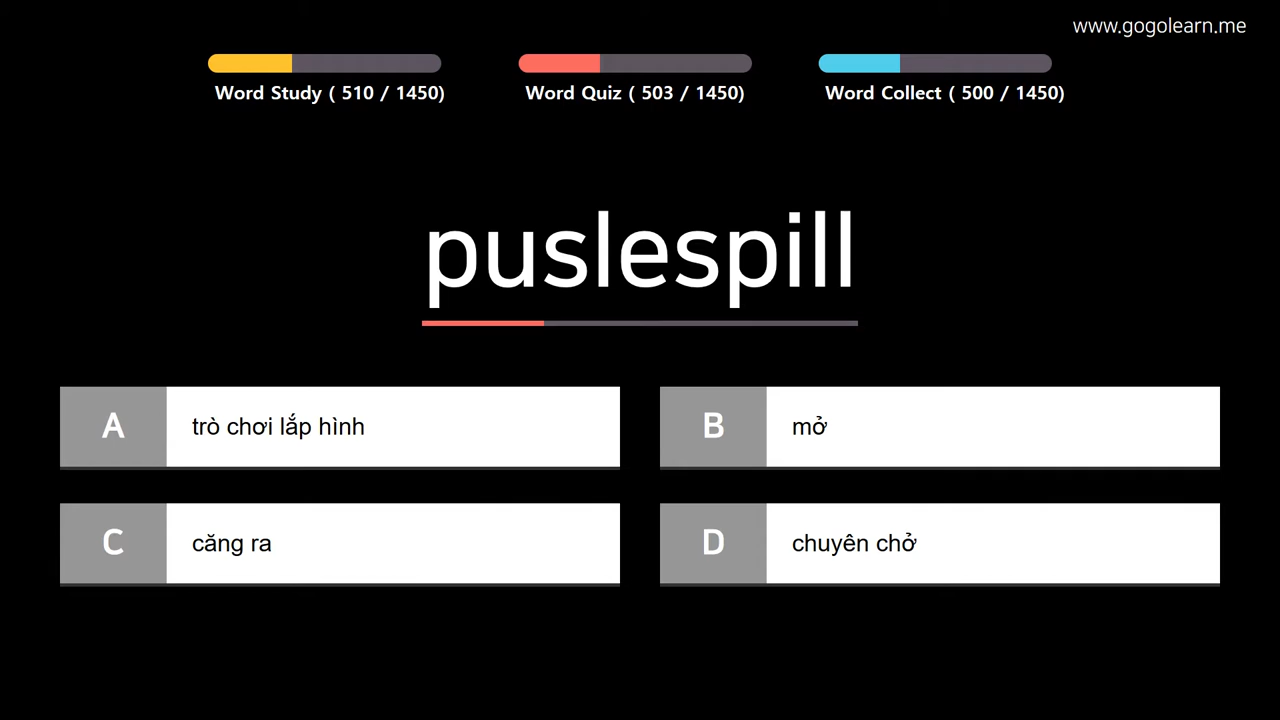 www.gogolearn.me
Word Study ( 510 / 1450)
Word Quiz ( 503 / 1450)
Word Collect ( 500 / 1450)
puslespill
A
trò chơi lắp hình
B
mở
C
căng ra
D
chuyên chở